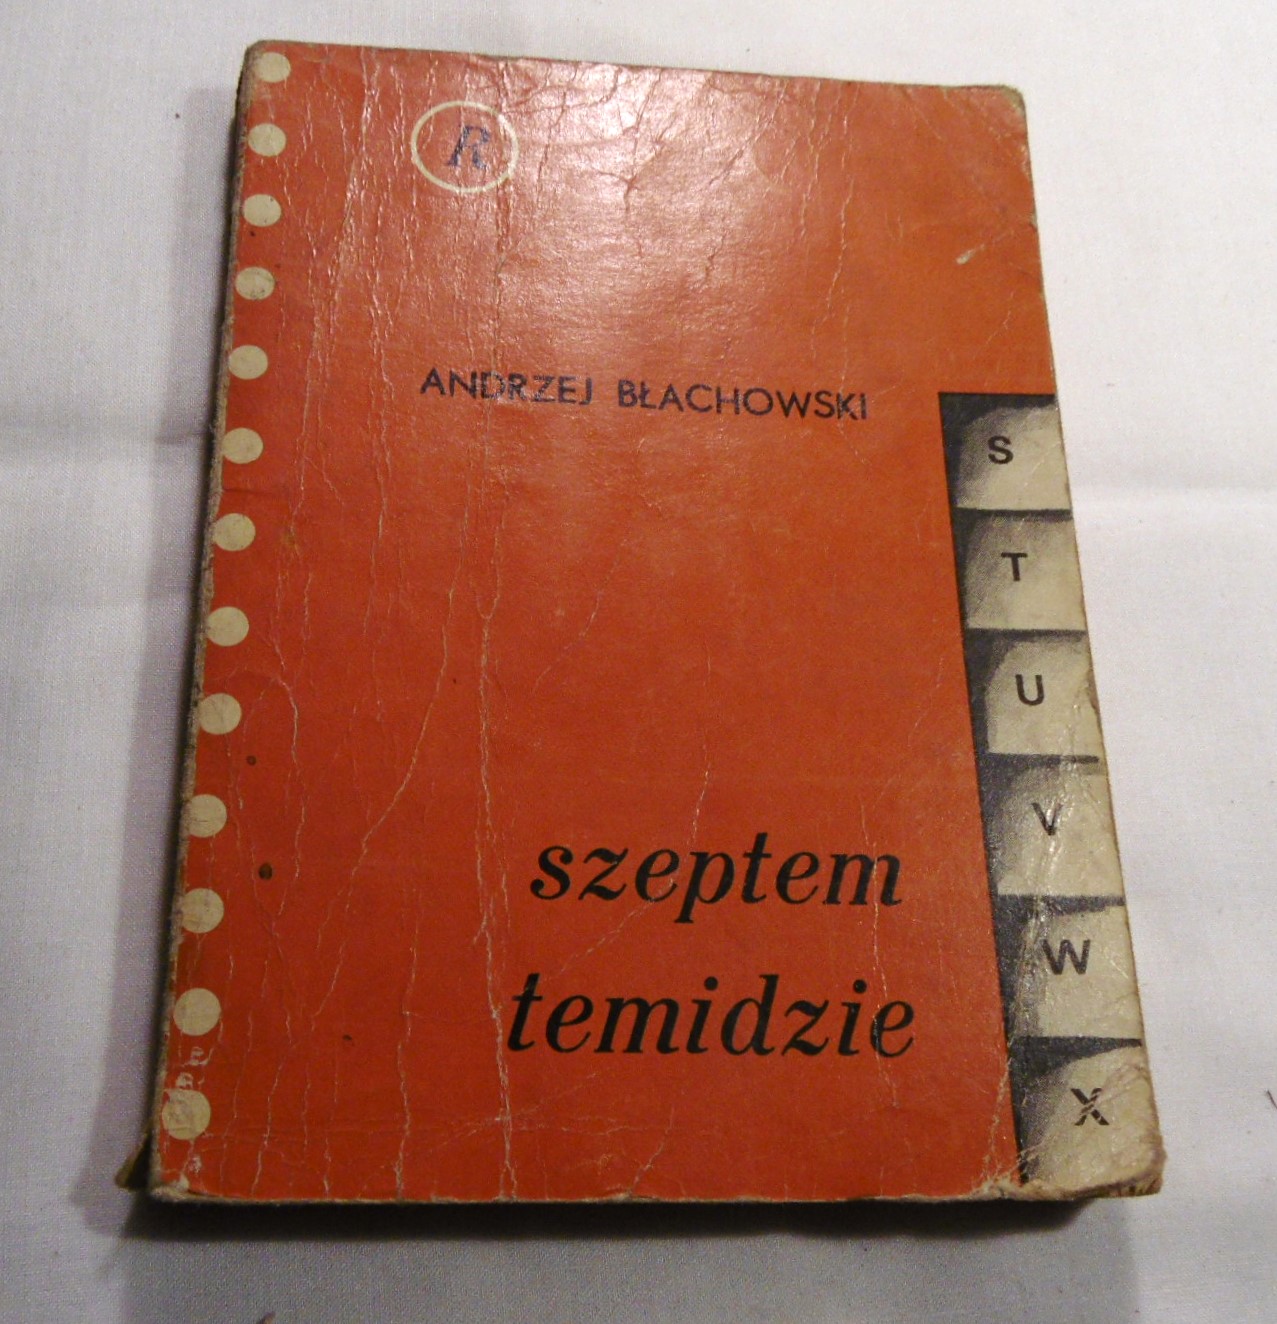 R
ANDRZEJ BŁACHOWSKI
szeptem
temidzie
S
T
U
V
W
X